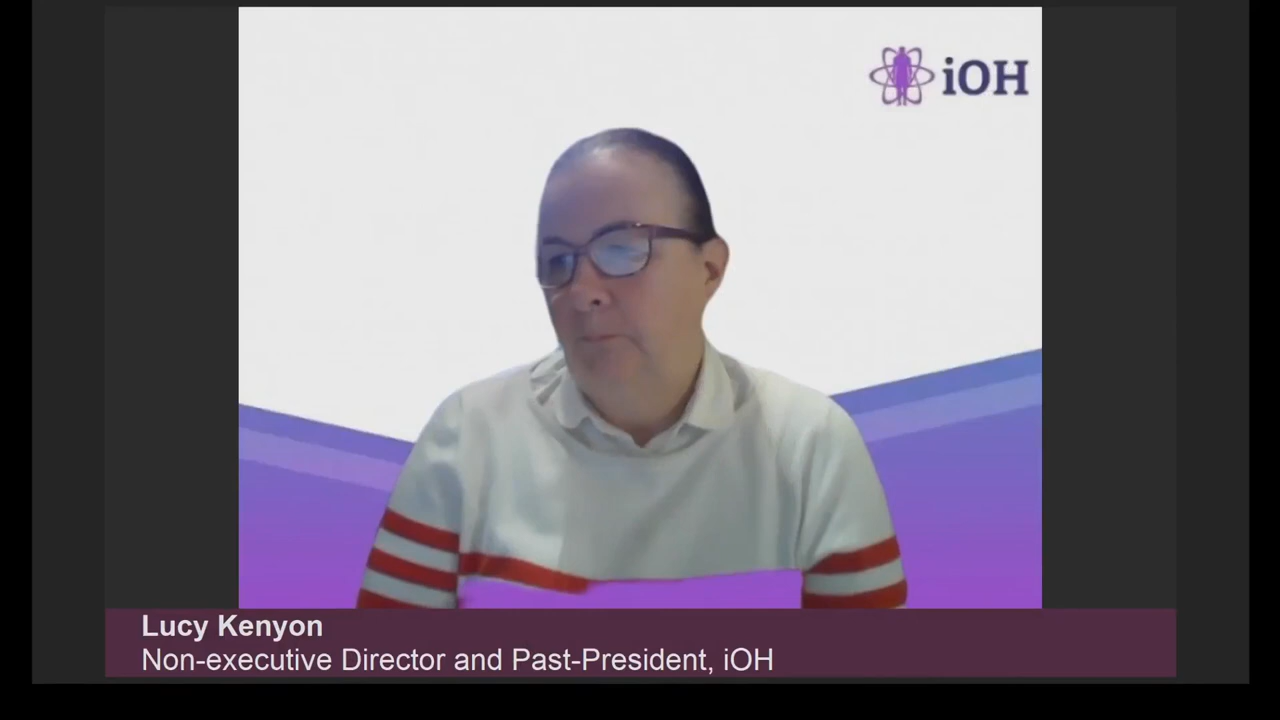 iOH
Lucy Kenyon
Non-executive Director and Past-President, iOH